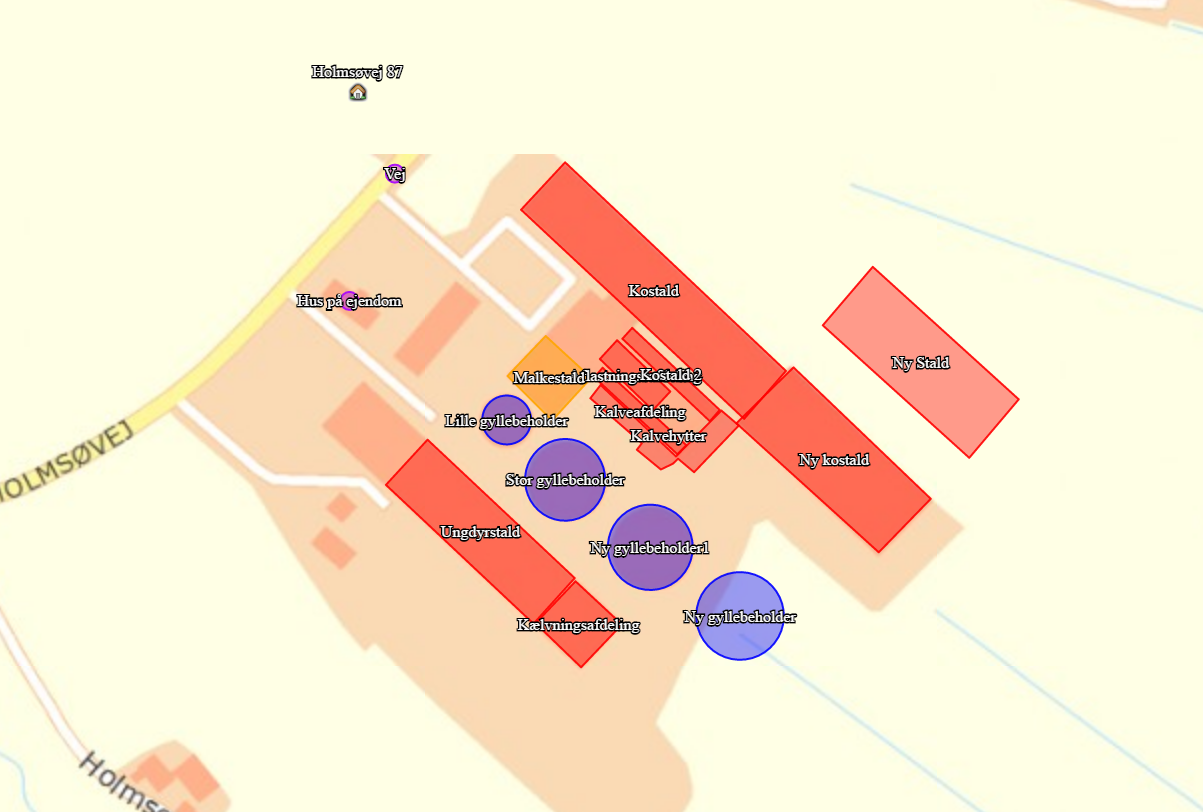 Holmsøvej 87
Vej
Kostald
Hus på ejendom
Ny Stald
Malkestald
Kostald 2
Kalveafdeling
Lille gyllebeholder
Kalvehytter
HOLMSØVEJ
Ny kostald
Stor gyllebeholder
Ungdyrstald
Ny gyllebeholder1
Ny gyllebeholder
Kælvningsafdeling